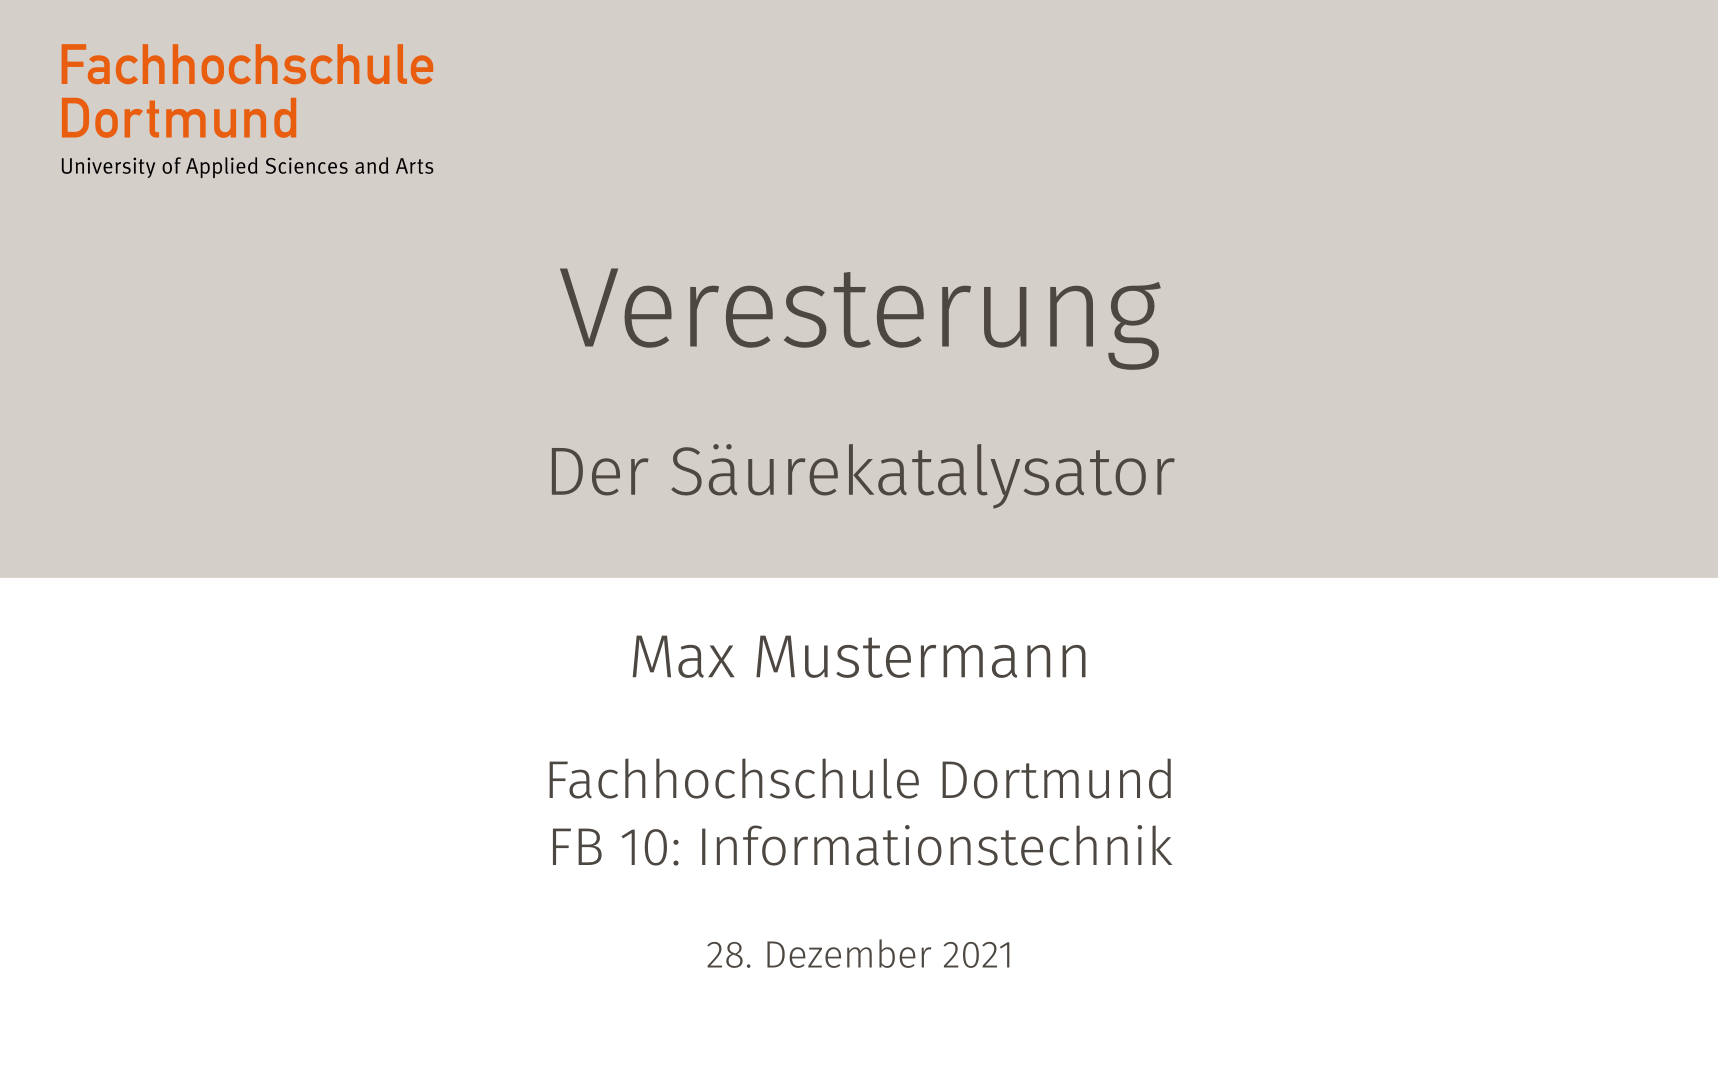 Fachhochschule
Dortmund
University of Applied Sciences and Arts
Veresterung
Der Säurekatalysator
Max Mustermann
Fachhochschule Dortmund
FB 10: Informationstechnik
28. Dezember 2021